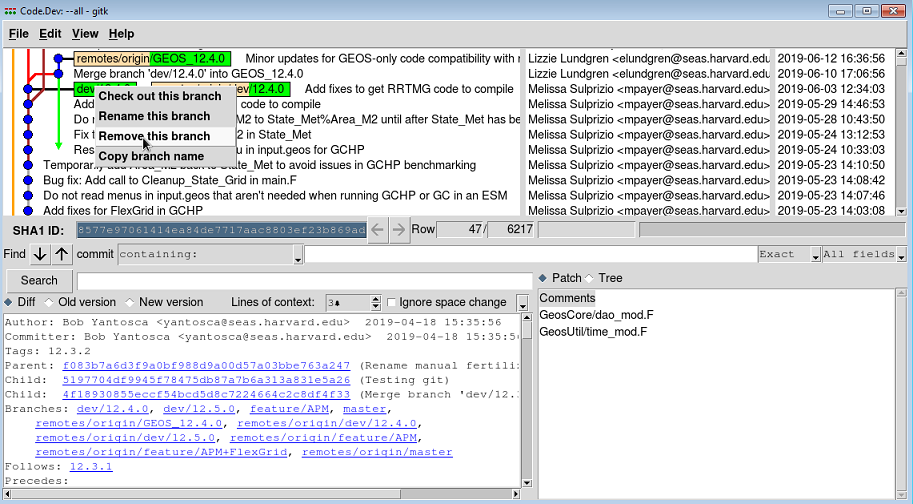 Code.Dev: --all - gitk
File Edit View Help
remotes/origin/GEOS_12.4.0 Minor updates for GEOS-only code compatibility with Lizzie Lundgren <elundgren@seas.harvard.edu 2019-06-12 16:36:56
Merge branch 'dev/12.4.0' into GEOS_12.4.0 Lizzie Lundgren <elundgren@seas.harvard.edu 2019-06-10 17:06:56
dev/12.4.0 Add fixes to get RRTMG code to compile Melissa Sulprizio <mpayer@seas.harvard.edu> 2019-06-03 12:34:03
Check out this branch
Add code to compile Melissa Sulprizio <mpayer@seas.harvard.edu> 2019-05-29 14:46:53
Rename this branch
Do M2 to State_Met%Area_M2 until after State_Met has be Melissa Sulprizio <mpayer@seas.harvard.edu> 2019-05-28 10:43:50
Remove this branch
Fix 2 in State_Met Melissa Sulprizio <mpayer@seas.harvard.edu> 2019-05-24 13:12:53
Res u in input.geos for GCHP Melissa Sulprizio <mpayer@seas.harvard.edu> 2019-05-24 10:33:03
Copy branch name
Temporary State_Met to avoid issues in GCHP benchmarking Melissa Sulprizio <mpayer@seas.harvard.edu> 2019-05-23 14:10:50
Bug fix: Add call to Cleanup_State_Grid in main.F Melissa Sulprizio <mpayer@seas.harvard.edu> 2019-05-23 14:08:42
Do not read menus in input.geos that aren't needed when running GCHP or GC in an ESM Melissa Sulprizio <mpayer@seas.harvard.edu> 2019-05-23 14:07:46
Add fixes for FlexGrid in GCHP Melissa Sulprizio <mpayer@seas.harvard.edu> 2019-05-23 14:03:08
SHA1 ID: 8577e97061414ea84de7717aac8803ef23b869ad Row 47 / 6217
Find commit containing: Exact All fields
Search
Diff Old version New version Lines of context: 3 Ignore space change
Author: Bob Yantosca <yantosca@seas.harvard.edu> 2019-04-18 15:35:56
Committer: Bob Yantosca <yantosca@seas.harvard.edu> 2019-04-18 15:35:56
Tags: 12.3.2
Parent: f083b7a6d3f9a0bf988d9a00d57a03bbe763a247 (Rename manual fertili
Child: 5197704df9945f78475db87a7b6a313a831e5a26 (Testing git)
Child: 4f18930855eccf54bcd5d8c7224664c2c8df4f33 (Merge branch 'dev/12.
Branches: dev/12.4.0, dev/12.5.0, feature/APM, master,
remotes/origin/GEOS_12.4.0, remotes/origin/dev/12.4.0,
remotes/origin/dev/12.5.0, remotes/origin/feature/APM,
remotes/origin/feature/APM+FlexGrid, remotes/origin/master
Follows: 12.3.1
Precedes:
Patch Tree
Comments
GeosCore/dao_mod.F
GeosUtil/time_mod.F